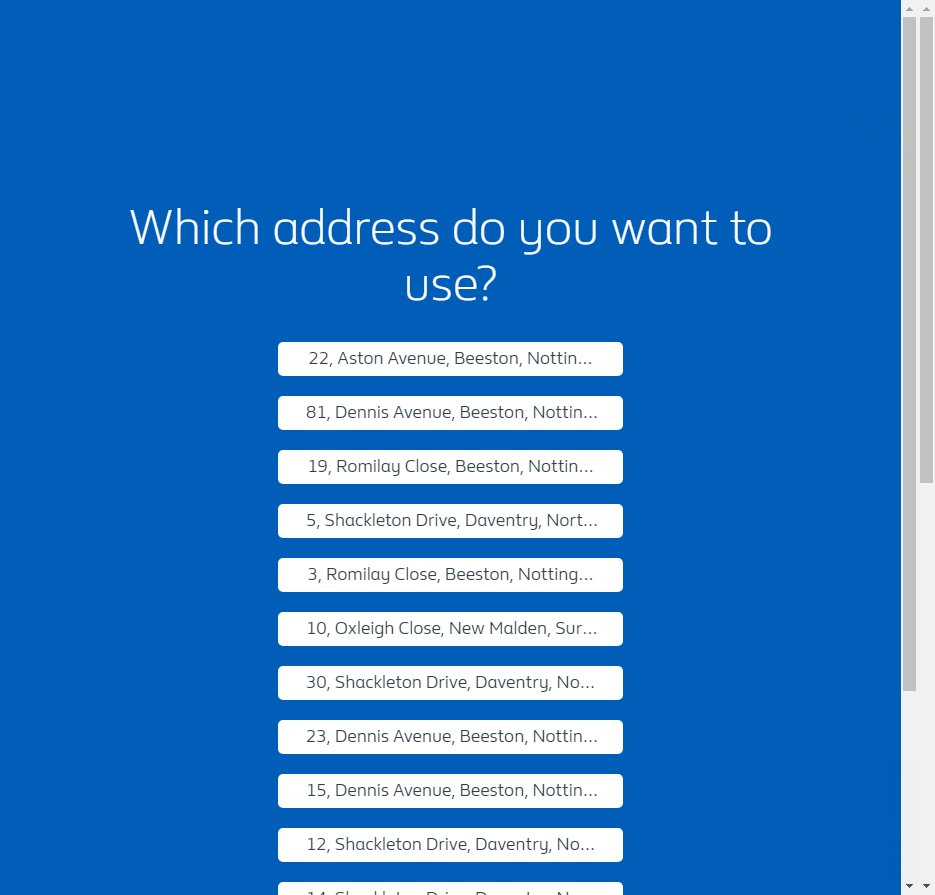 Which address do you want to
use?
22, Aston Avenue, Beeston, Nottin...
81, Dennis Avenue, Beeston, Nottin...
19, Romilay Close, Beeston, Nottin...
5, Shackleton Drive, Daventry, Nort...
3, Romilay Close, Beeston, Notting...
10, Oxleigh Close, New Malden, Sur...
30, Shackleton Drive, Daventry, No...
23, Dennis Avenue, Beeston, Nottin...
15, Dennis Avenue, Beeston, Nottin...
12, Shackleton Drive, Daventry, No...